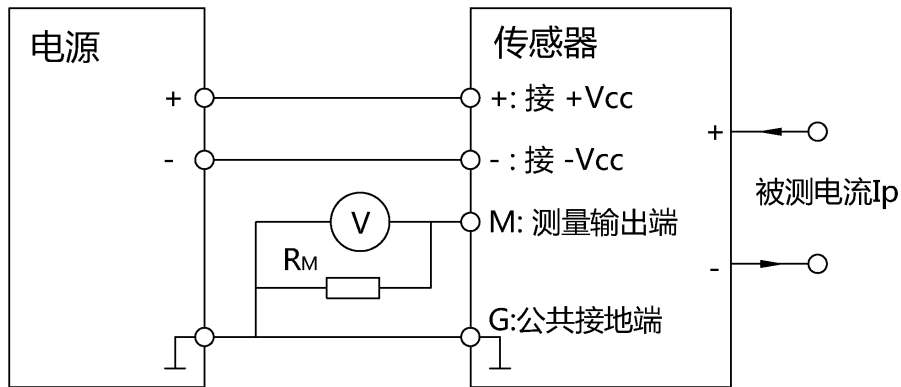 电源
+
-
传感器
+: 接 +Vcc
- : 接 -Vcc
M: 测量输出端
G:公共接地端
V
RM
+
-
被测电流Ip